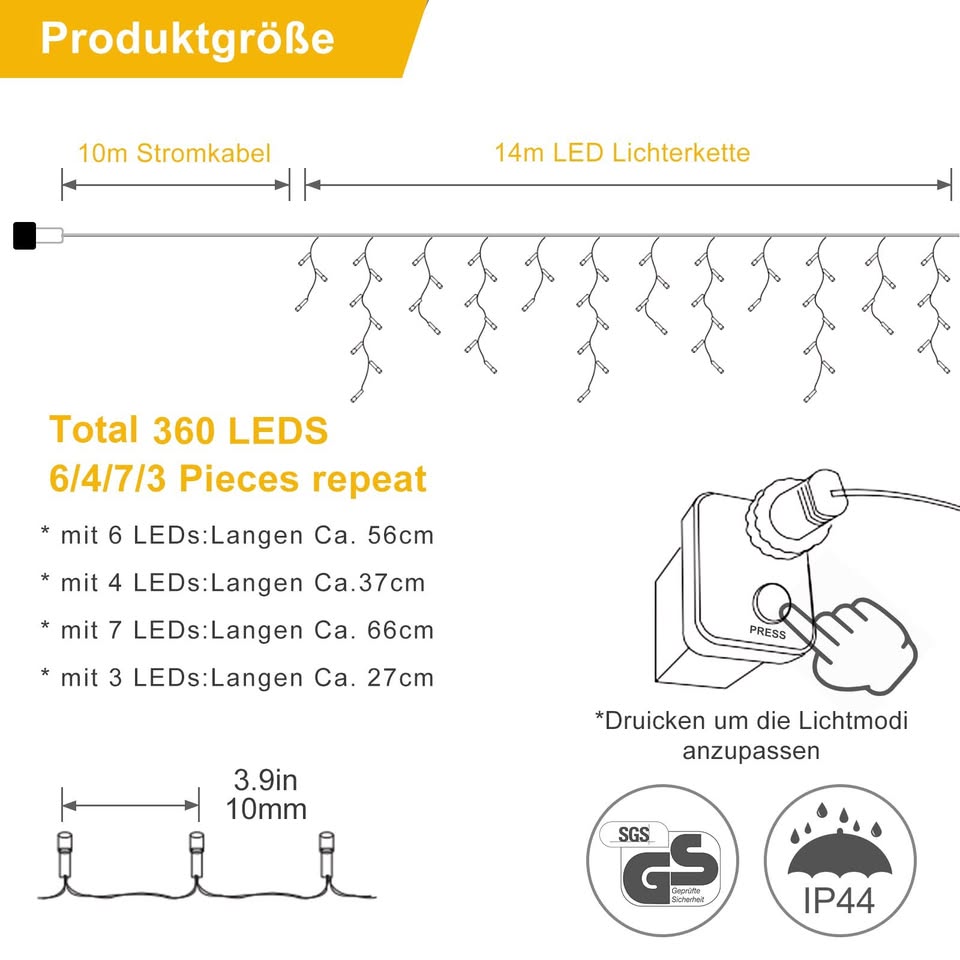 Produktgröße
10m Stromkabel
14m LED Lichterkette
Total 360 LEDS
6/4/7/3 Pieces repeat
* mit 6 LEDs:Langen Ca. 56cm
* mit 4 LEDs:Langen Ca.37cm
* mit 7 LEDs:Langen Ca. 66cm
* mit 3 LEDs:Langen Ca. 27cm
PRESS
*Druicken um die Lichtmodi
anzupassen
3.9in
10mm
SGS
GS
Geprüfte
Sicherheit
IP44